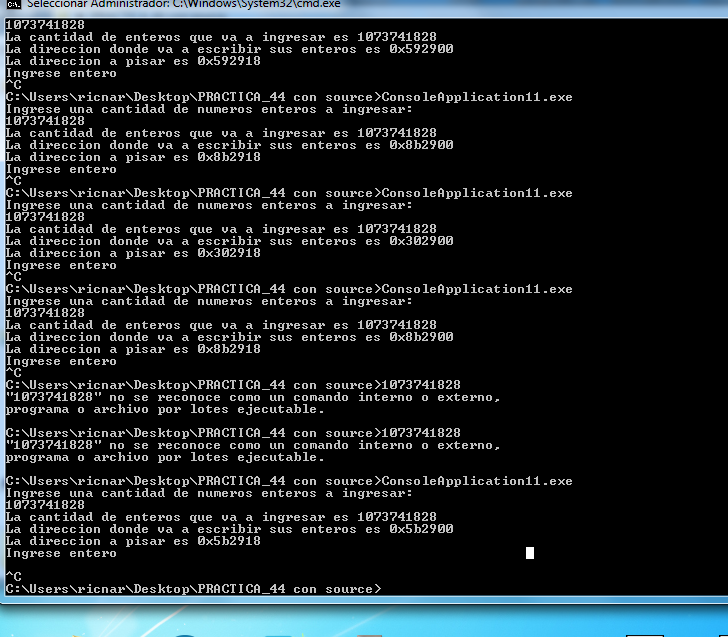 Seleccionar Administrador: C:\Windows\System32\cmd.exe
1073741828
La cantidad de enteros que va a ingresar es 1073741828
La direccion donde va a escribir sus enteros es 0x592900
La direccion a pisar es 0x592918
Ingrese entero
^C
C:\Users\ricnar\Desktop\PRACTICA_44 con source>ConsoleApplication11.exe
Ingrese una cantidad de numeros enteros a ingresar:
1073741828
La cantidad de enteros que va a ingresar es 1073741828
La direccion donde va a escribir sus enteros es 0x8b2900
La direccion a pisar es 0x8b2918
Ingrese entero
^C
C:\Users\ricnar\Desktop\PRACTICA_44 con source>ConsoleApplication11.exe
Ingrese una cantidad de numeros enteros a ingresar:
1073741828
La cantidad de enteros que va a ingresar es 1073741828
La direccion donde va a escribir sus enteros es 0x302900
La direccion a pisar es 0x302918
Ingrese entero
^C
C:\Users\ricnar\Desktop\PRACTICA_44 con source>ConsoleApplication11.exe
Ingrese una cantidad de numeros enteros a ingresar:
1073741828
La cantidad de enteros que va a ingresar es 1073741828
La direccion donde va a escribir sus enteros es 0x8b2900
La direccion a pisar es 0x8b2918
Ingrese entero
^C
C:\Users\ricnar\Desktop\PRACTICA_44 con source>1073741828
"1073741828" no se reconoce como un comando interno o externo,
programa o archivo por lotes ejecutable.
C:\Users\ricnar\Desktop\PRACTICA_44 con source>1073741828
"1073741828" no se reconoce como un comando interno o externo,
programa o archivo por lotes ejecutable.
C:\Users\ricnar\Desktop\PRACTICA_44 con source>ConsoleApplication11.exe
Ingrese una cantidad de numeros enteros a ingresar:
1073741828
La cantidad de enteros que va a ingresar es 1073741828
La direccion donde va a escribir sus enteros es 0x5b2900
La direccion a pisar es 0x5b2918
Ingrese entero
^C
C:\Users\ricnar\Desktop\PRACTICA_44 con source>